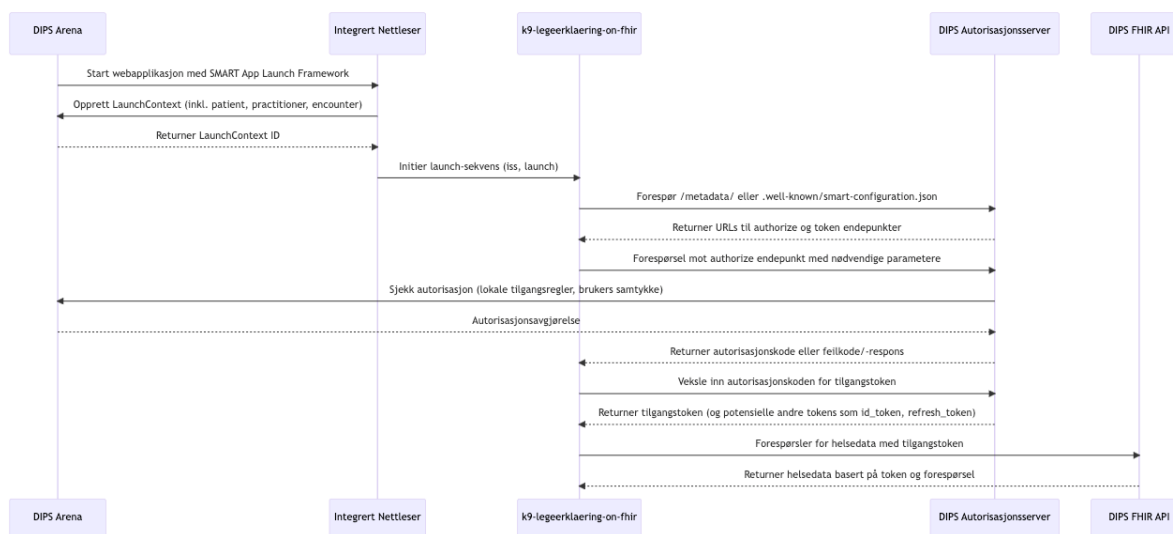 DIPS Arena
Integrert Nettleser
k9-legeerklaering-on-fhir
DIPS Autorisasjonsserver
DIPS FHIR API
Start webapplikasjon med SMART App Launch Framework
Opprett LaunchContext (inkl. patient, practitioner, encounter)
Returner LaunchContext ID
Initier launch-sekvens (iss, launch)
Forespør /metadata/ eller .well-known/smart-configuration.json
Returner URLs til authorize og token endepunkter
Forespørsel mot authorize endepunkt med nødvendige parametere
Sjekk autorisasjon (lokale tilgangsregler, brukers samtykke)
Autorisasjonsavgjørelse
Returner autorisasjonskode eller feilkode/-respons
Veksle inn autorisasjonskoden for tilgangstoken
Returner tilgangstoken (og potensielle andre tokens som id_token, refresh_token)
Forespørsler for helsedata med tilgangstoken
Returner helsedata basert på token og forespørsel
DIPS Arena
Integrert Nettleser
k9-legeerklaering-on-fhir
DIPS Autorisasjonsserver
DIPS FHIR API